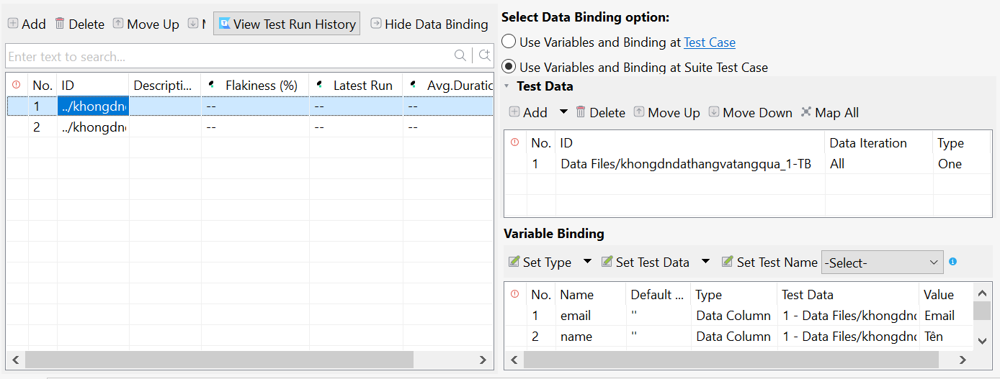 Add Delete Move Up View Test Run History Hide Data Binding
Enter text to search...
No. ID Descripti... Flakiness (%) Latest Run Avg.Duratic
1 ../khongdn -- -- --
2 ../khongdn -- -- --
Select Data Binding option:
Use Variables and Binding at Test Case
Use Variables and Binding at Suite Test Case
Test Data
Add Delete Move Up Move Down Map All
No. ID Data Iteration Type
1 Data Files/khongdndathangvatangqua_1-TB All One
Variable Binding
Set Type Set Test Data Set Test Name -Select-
No. Name Default ... Type Test Data Value
1 email '' Data Column 1 - Data Files/khongdn Email
2 name '' Data Column 1 - Data Files/khongdn Tên